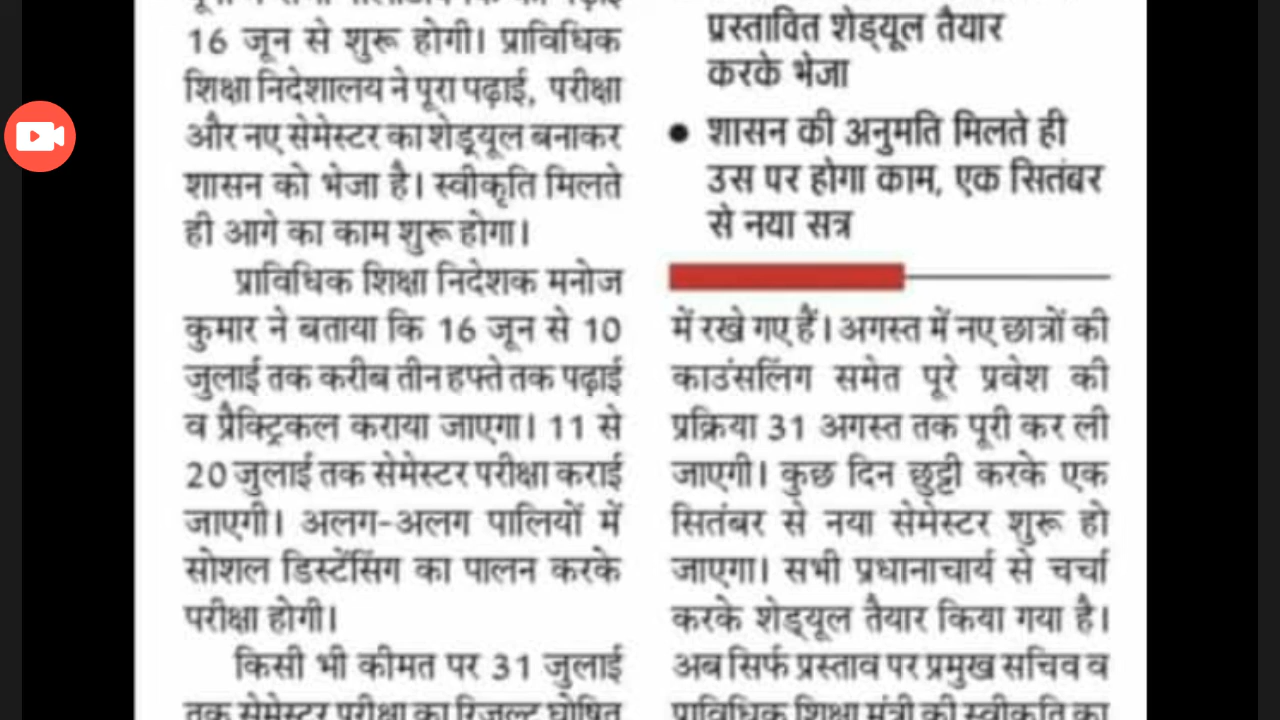 16 जून से शुरू होगी। प्राविधिक
शिक्षा निदेशालय ने पूरा पढ़ाई, परीक्षा
और नए सेमेस्टर का शेड्यूल बनाकर
शासन को भेजा है। स्वीकृति मिलते
ही आगे का काम शुरू होगा।
प्राविधिक शिक्षा निदेशक मनोज
कुमार ने बताया कि 16 जून से 10
जुलाई तक करीब तीन हफ्ते तक पढ़ाई
व प्रैक्ट्रिकल कराया जाएगा। 11 से
20 जुलाई तक सेमेस्टर परीक्षा कराई
जाएगी। अलग-अलग पालियों में
सोशल डिस्टेंसिंग का पालन करके
परीक्षा होगी।
किसी भी कीमत पर 31 जुलाई
तक सेमेस्टर परीक्षा का रिजल्ट घोषित
प्रस्तावित शेड्यूल तैयार
करके भेजा
● शासन की अनुमति मिलते ही
उस पर होगा काम, एक सितंबर
से नया सत्र
में रखे गए हैं। अगस्त में नए छात्रों की
काउंसलिंग समेत पूरे प्रवेश की
प्रक्रिया 31 अगस्त तक पूरी कर ली
जाएगी। कुछ दिन छुट्टी करके एक
सितंबर से नया सेमेस्टर शुरू हो
जाएगा। सभी प्रधानाचार्य से चर्चा
करके शेड्यूल तैयार किया गया है।
अब सिर्फ प्रस्ताव पर प्रमुख सचिव व
प्राविधिक शिक्षा मंत्री की स्वीकृति का